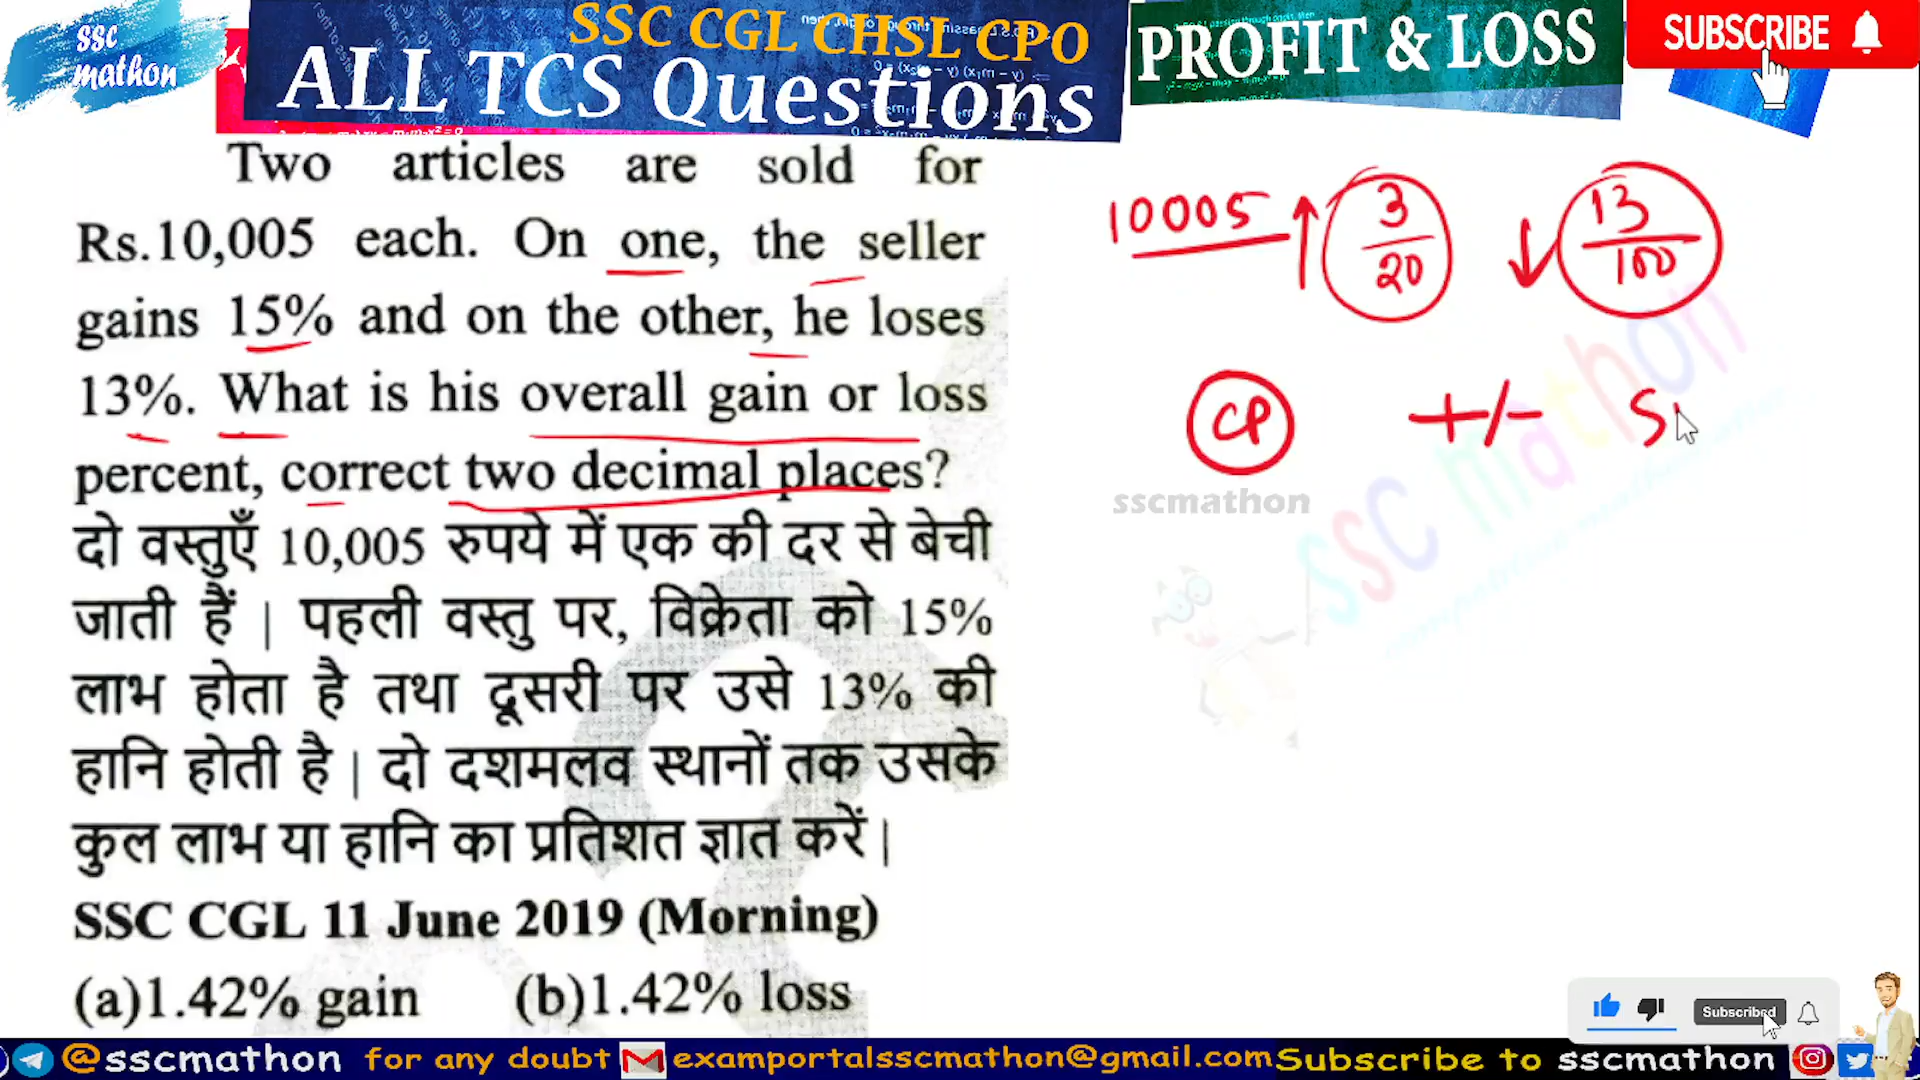 SSC
mathon
SSC CGL CHSL CPO
ALL TCS Questions
PROFIT & LOSS
SUBSCRIBE
Two articles are sold for
Rs.10,005 each. On one, the seller
gains 15% and on the other, he loses
13%. What is his overall gain or loss
percent, correct two decimal places?
दो वस्तुएँ 10,005 रुपये में एक की दर से बेची
जाती हैं | पहली वस्तु पर, विक्रेता को 15%
लाभ होता है तथा दूसरी पर उसे 13% की
हानि होती है | दो दशमलव स्थानों तक उसके
कुल लाभ या हानि का प्रतिशत ज्ञात करें |
SSC CGL 11 June 2019 (Morning)
(a)1.42% gain (b)1.42% loss
10005 ↑ 3/20 ↓ 13/100
CP +/- S
sscmathon
ssc mathon
Subscribed
@sscmathon for any doubt examportalsscmathon@gmail.com Subscribe to sscmathon